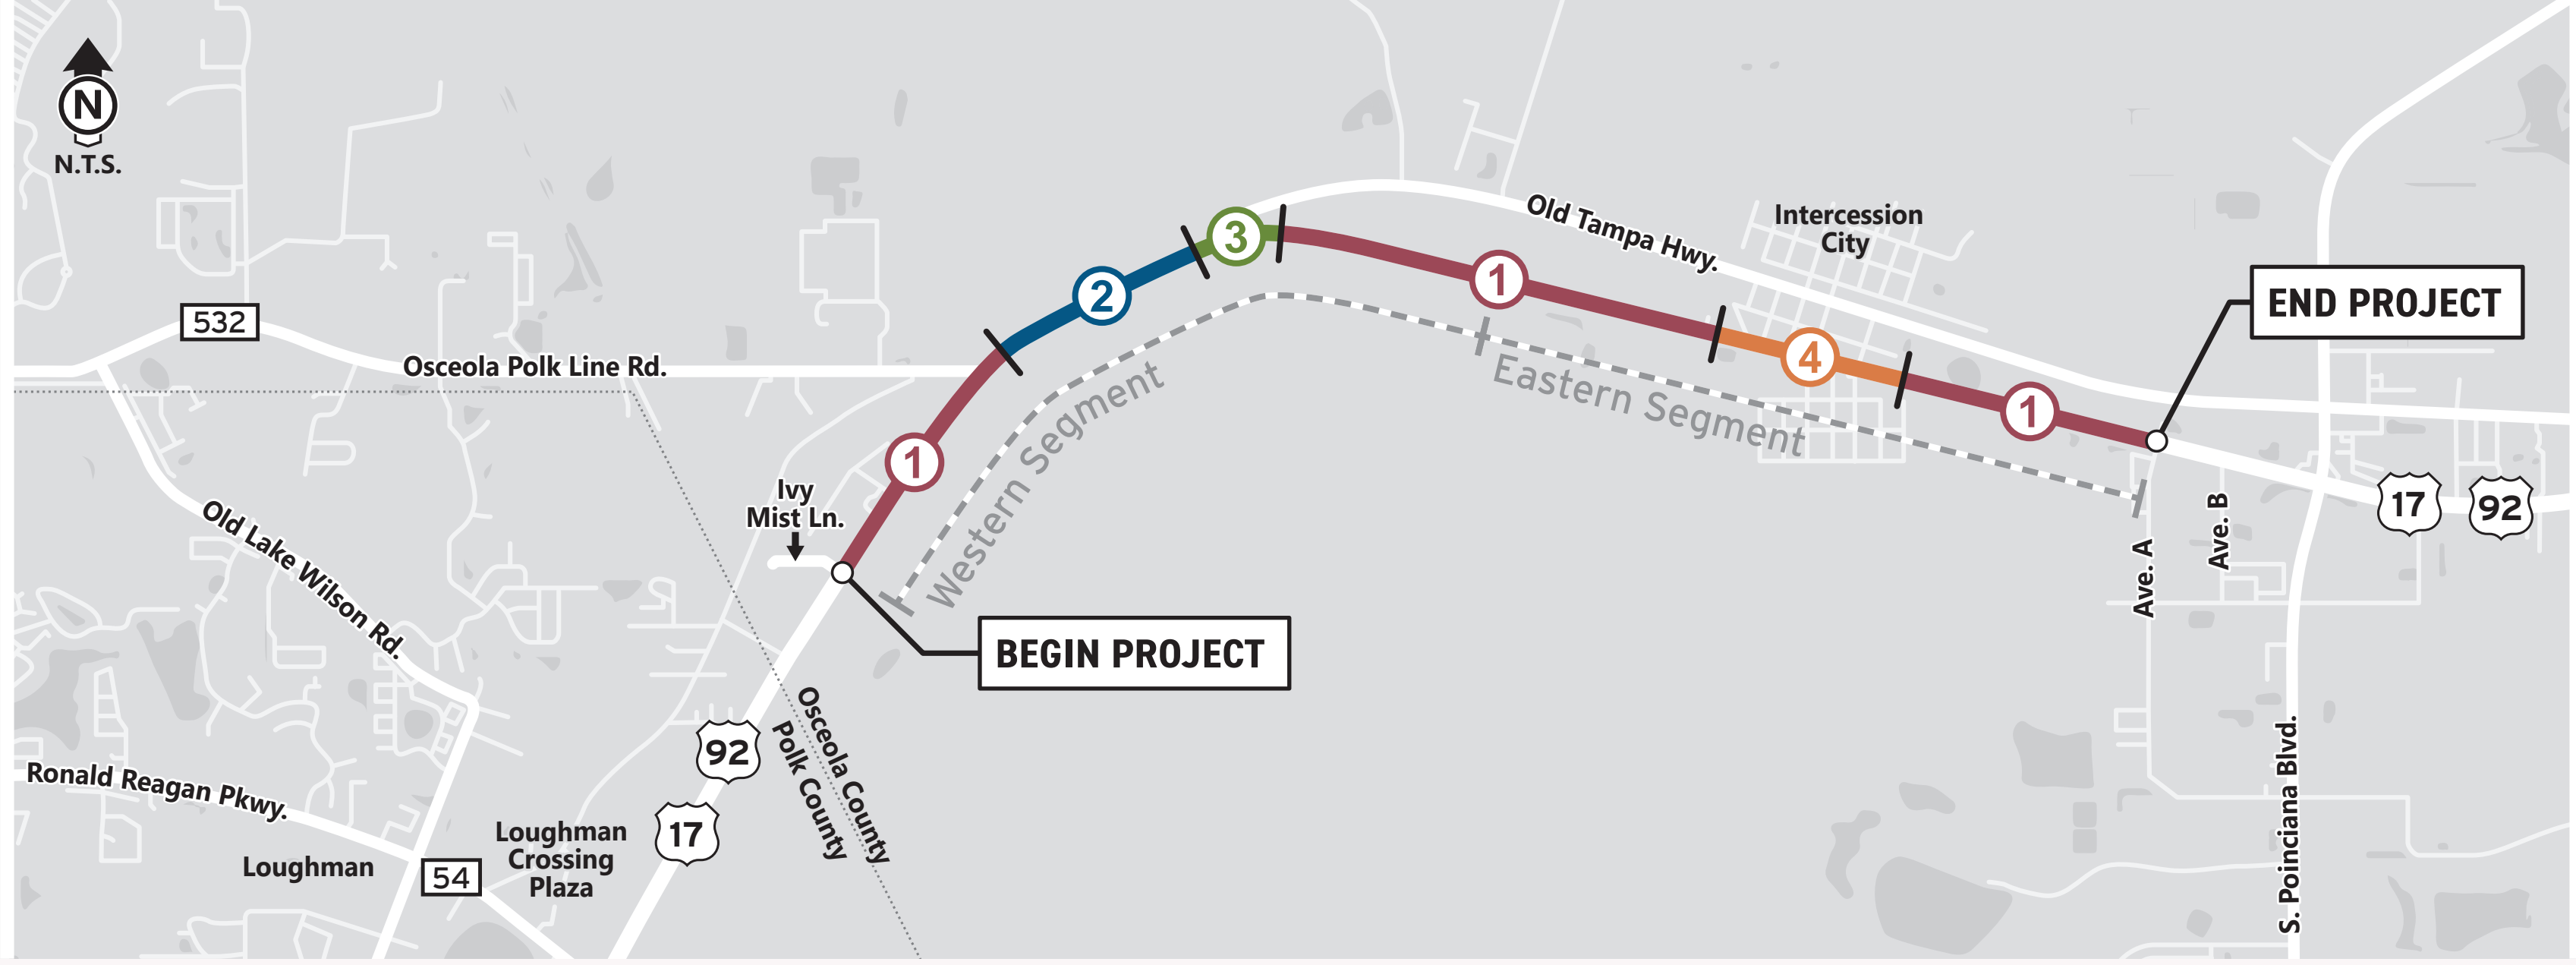 N
N.T.S.
532
Osceola Polk Line Rd.
Old Lake Wilson Rd.
Ronald Reagan Pkwy.
Loughman
54
Loughman
Crossing
Plaza
17
92
Osceola County
Polk County
Ivy
Mist Ln.
BEGIN PROJECT
1
2
3
1
4
1
Western Segment
Eastern Segment
Old Tampa Hwy.
Intercession
City
END PROJECT
Ave. A
Ave. B
17
92
S. Poinciana Blvd.